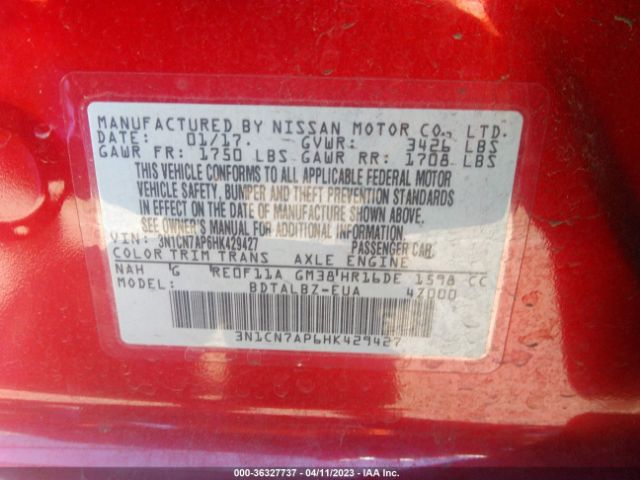 MANUFACTURED BY NISSAN MOTOR CO., LTD.
DATE: 01/17. GVWR: 3426 LBS
GAWR FR: 1750 LBS GAWR RR: 1708 LBS
THIS VEHICLE CONFORMS TO ALL APPLICABLE FEDERAL MOTOR
VEHICLE SAFETY, BUMPER AND THEFT PREVENTION STANDARDS
IN EFFECT ON THE DATE OF MANUFACTURE SHOWN ABOVE.
SEE OWNER'S MANUAL FOR ADDITIONAL INFORMATION.
VIN: 3N1CN7AP6HK429427 PASSENGER CAR
COLOR TRIM TRANS AXLE ENGINE
NAH G RE0F11A GM38 HR16DE 1598 CC
MODEL: BDTALBZ-EUA 4Z000
3N1CN7AP6HK429427
000-36327737 - 04/11/2023 - IAA Inc.